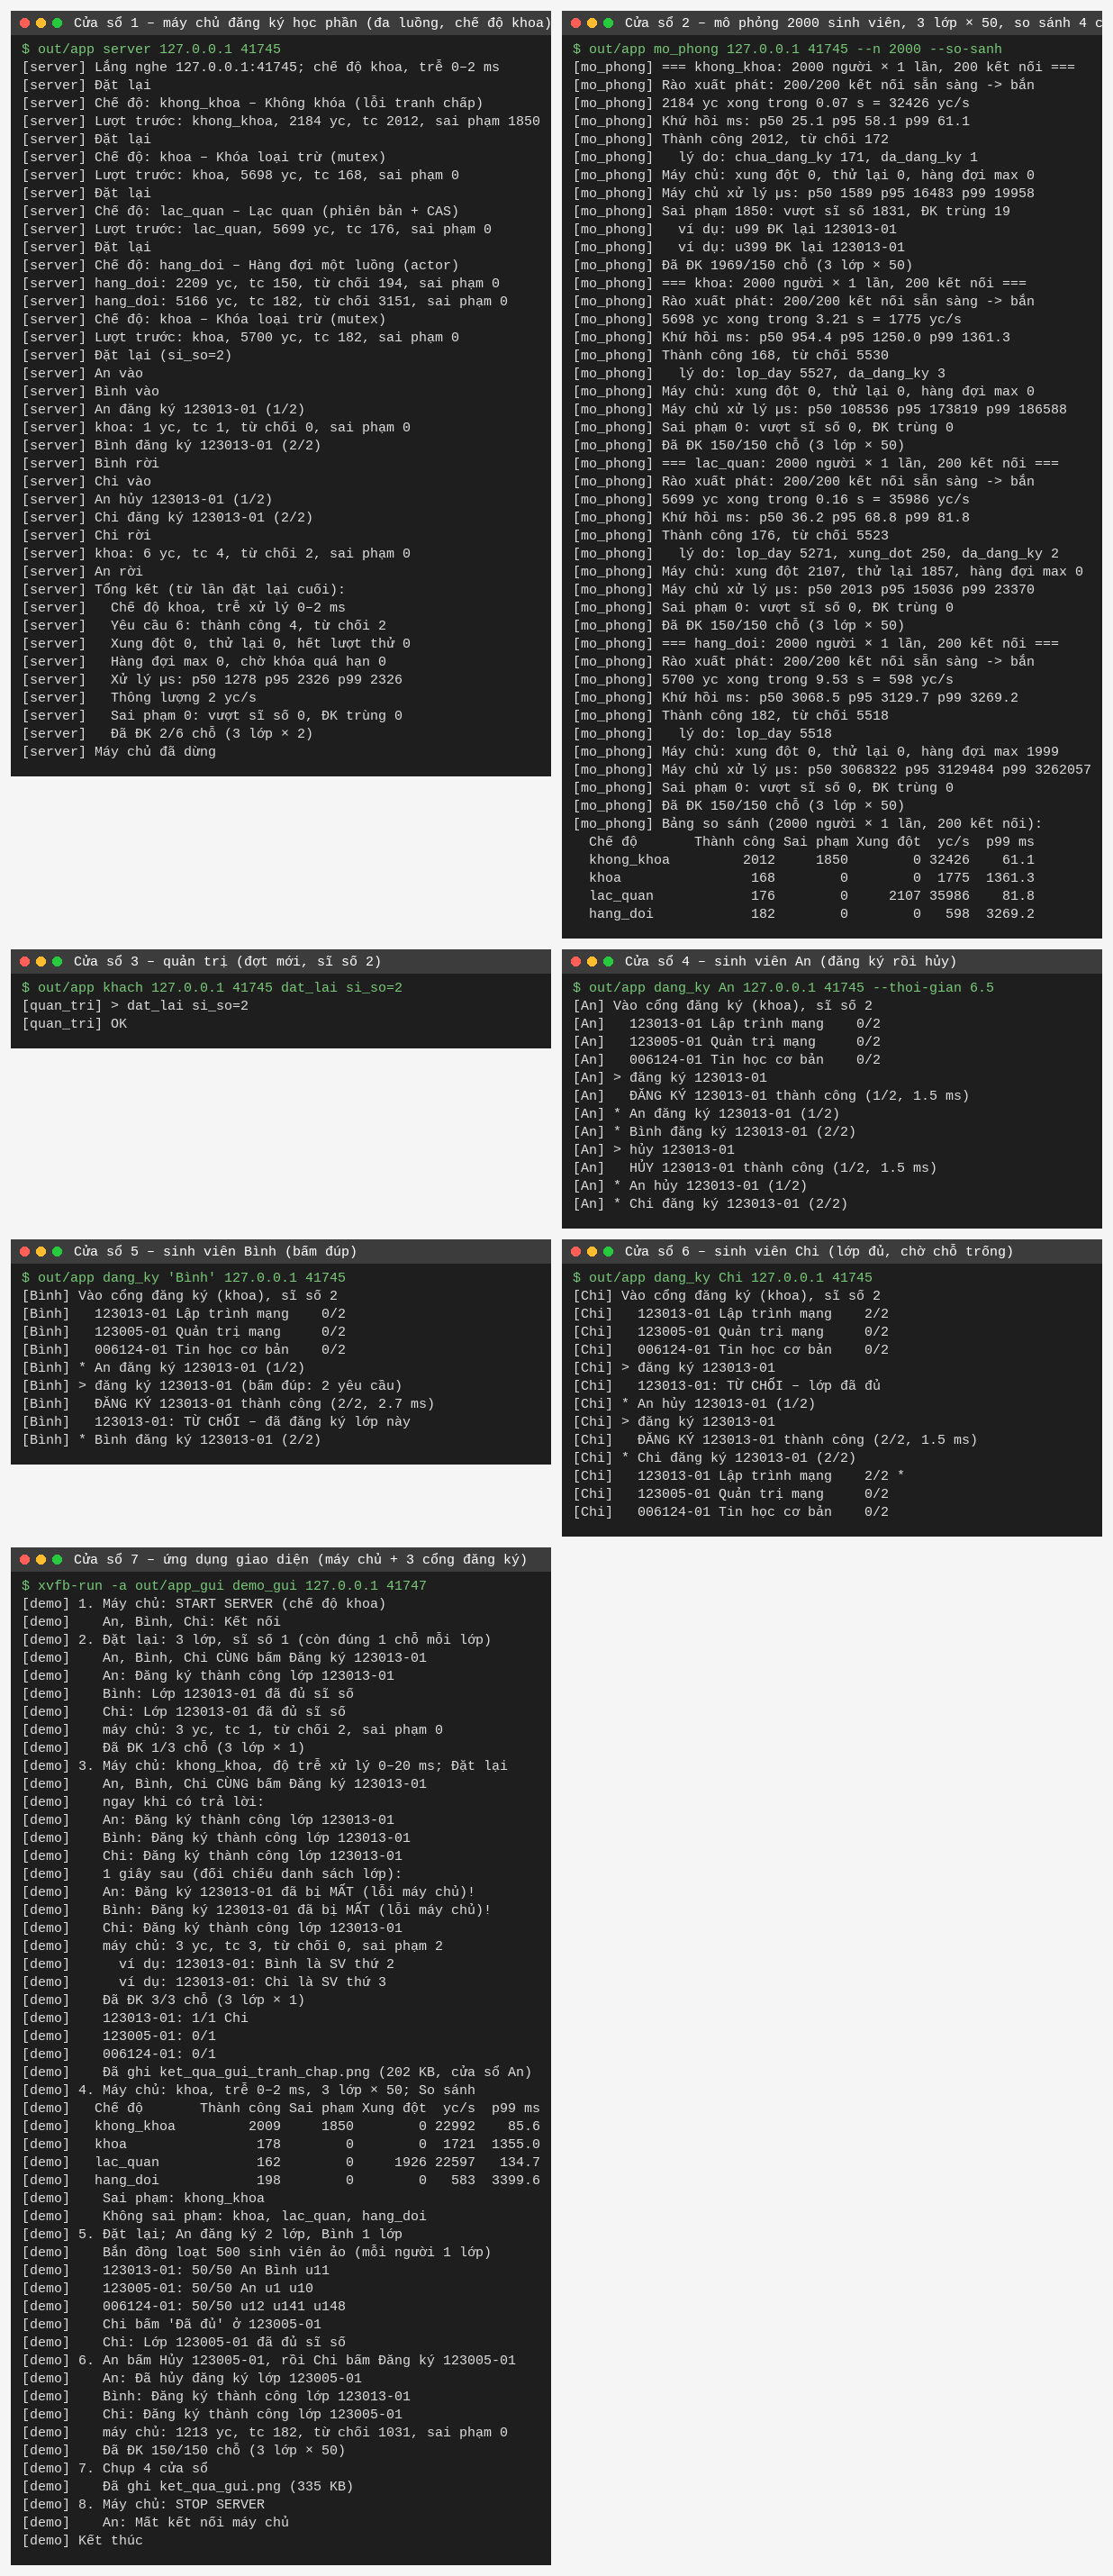 Cửa sổ 1 – máy chủ đăng ký học phần (đa luồng, chế độ khoa)
$ out/app server 127.0.0.1 41745
[server] Lắng nghe 127.0.0.1:41745; chế độ khoa, trễ 0–2 ms
[server] Đặt lại
[server] Chế độ: khong_khoa – Không khóa (lỗi tranh chấp)
[server] Lượt trước: khong_khoa, 2184 yc, tc 2012, sai phạm 1850
[server] Đặt lại
[server] Chế độ: khoa – Khóa loại trừ (mutex)
[server] Lượt trước: khoa, 5698 yc, tc 168, sai phạm 0
[server] Đặt lại
[server] Chế độ: lac_quan – Lạc quan (phiên bản + CAS)
[server] Lượt trước: lac_quan, 5699 yc, tc 176, sai phạm 0
[server] Đặt lại
[server] Chế độ: hang_doi – Hàng đợi một luồng (actor)
[server] hang_doi: 2209 yc, tc 150, từ chối 194, sai phạm 0
[server] hang_doi: 5166 yc, tc 182, từ chối 3151, sai phạm 0
[server] Chế độ: khoa – Khóa loại trừ (mutex)
[server] Lượt trước: khoa, 5700 yc, tc 182, sai phạm 0
[server] Đặt lại (si_so=2)
[server] An vào
[server] Bình vào
[server] An đăng ký 123013-01 (1/2)
[server] khoa: 1 yc, tc 1, từ chối 0, sai phạm 0
[server] Bình đăng ký 123013-01 (2/2)
[server] Bình rời
[server] Chi vào
[server] An hủy 123013-01 (1/2)
[server] Chi đăng ký 123013-01 (2/2)
[server] Chi rời
[server] khoa: 6 yc, tc 4, từ chối 2, sai phạm 0
[server] An rời
[server] Tổng kết (từ lần đặt lại cuối):
[server]   Chế độ khoa, trễ xử lý 0–2 ms
[server]   Yêu cầu 6: thành công 4, từ chối 2
[server]   Xung đột 0, thử lại 0, hết lượt thử 0
[server]   Hàng đợi max 0, chờ khóa quá hạn 0
[server]   Xử lý µs: p50 1278 p95 2326 p99 2326
[server]   Thông lượng 2 yc/s
[server]   Sai phạm 0: vượt sĩ số 0, ĐK trùng 0
[server]   Đã ĐK 2/6 chỗ (3 lớp × 2)
[server] Máy chủ đã dừng
Cửa sổ 2 – mô phỏng 2000 sinh viên, 3 lớp × 50, so sánh 4 c
$ out/app mo_phong 127.0.0.1 41745 --n 2000 --so-sanh
[mo_phong] === khong_khoa: 2000 người × 1 lần, 200 kết nối ===
[mo_phong] Rào xuất phát: 200/200 kết nối sẵn sàng -> bắn
[mo_phong] 2184 yc xong trong 0.07 s = 32426 yc/s
[mo_phong] Khứ hồi ms: p50 25.1 p95 58.1 p99 61.1
[mo_phong] Thành công 2012, từ chối 172
[mo_phong]   lý do: chua_dang_ky 171, da_dang_ky 1
[mo_phong] Máy chủ: xung đột 0, thử lại 0, hàng đợi max 0
[mo_phong] Máy chủ xử lý µs: p50 1589 p95 16483 p99 19958
[mo_phong] Sai phạm 1850: vượt sĩ số 1831, ĐK trùng 19
[mo_phong]   ví dụ: u99 ĐK lại 123013-01
[mo_phong]   ví dụ: u399 ĐK lại 123013-01
[mo_phong] Đã ĐK 1969/150 chỗ (3 lớp × 50)
[mo_phong] === khoa: 2000 người × 1 lần, 200 kết nối ===
[mo_phong] Rào xuất phát: 200/200 kết nối sẵn sàng -> bắn
[mo_phong] 5698 yc xong trong 3.21 s = 1775 yc/s
[mo_phong] Khứ hồi ms: p50 954.4 p95 1250.0 p99 1361.3
[mo_phong] Thành công 168, từ chối 5530
[mo_phong]   lý do: lop_day 5527, da_dang_ky 3
[mo_phong] Máy chủ: xung đột 0, thử lại 0, hàng đợi max 0
[mo_phong] Máy chủ xử lý µs: p50 108536 p95 173819 p99 186588
[mo_phong] Sai phạm 0: vượt sĩ số 0, ĐK trùng 0
[mo_phong] Đã ĐK 150/150 chỗ (3 lớp × 50)
[mo_phong] === lac_quan: 2000 người × 1 lần, 200 kết nối ===
[mo_phong] Rào xuất phát: 200/200 kết nối sẵn sàng -> bắn
[mo_phong] 5699 yc xong trong 0.16 s = 35986 yc/s
[mo_phong] Khứ hồi ms: p50 36.2 p95 68.8 p99 81.8
[mo_phong] Thành công 176, từ chối 5523
[mo_phong]   lý do: lop_day 5271, xung_dot 250, da_dang_ky 2
[mo_phong] Máy chủ: xung đột 2107, thử lại 1857, hàng đợi max 0
[mo_phong] Máy chủ xử lý µs: p50 2013 p95 15036 p99 23370
[mo_phong] Sai phạm 0: vượt sĩ số 0, ĐK trùng 0
[mo_phong] Đã ĐK 150/150 chỗ (3 lớp × 50)
[mo_phong] === hang_doi: 2000 người × 1 lần, 200 kết nối ===
[mo_phong] Rào xuất phát: 200/200 kết nối sẵn sàng -> bắn
[mo_phong] 5700 yc xong trong 9.53 s = 598 yc/s
[mo_phong] Khứ hồi ms: p50 3068.5 p95 3129.7 p99 3269.2
[mo_phong] Thành công 182, từ chối 5518
[mo_phong]   lý do: lop_day 5518
[mo_phong] Máy chủ: xung đột 0, thử lại 0, hàng đợi max 1999
[mo_phong] Máy chủ xử lý µs: p50 3068322 p95 3129484 p99 3262057
[mo_phong] Sai phạm 0: vượt sĩ số 0, ĐK trùng 0
[mo_phong] Đã ĐK 150/150 chỗ (3 lớp × 50)
[mo_phong] Bảng so sánh (2000 người × 1 lần, 200 kết nối):
  Chế độ       Thành công Sai phạm Xung đột  yc/s  p99 ms
  khong_khoa         2012     1850        0 32426    61.1
  khoa                168        0        0  1775  1361.3
  lac_quan            176        0     2107 35986    81.8
  hang_doi            182        0        0   598  3269.2
Cửa sổ 3 – quản trị (đợt mới, sĩ số 2)
$ out/app khach 127.0.0.1 41745 dat_lai si_so=2
[quan_tri] > dat_lai si_so=2
[quan_tri] OK
Cửa sổ 4 – sinh viên An (đăng ký rồi hủy)
$ out/app dang_ky An 127.0.0.1 41745 --thoi-gian 6.5
[An] Vào cổng đăng ký (khoa), sĩ số 2
[An]   123013-01 Lập trình mạng    0/2
[An]   123005-01 Quản trị mạng     0/2
[An]   006124-01 Tin học cơ bản    0/2
[An] > đăng ký 123013-01
[An]   ĐĂNG KÝ 123013-01 thành công (1/2, 1.5 ms)
[An] * An đăng ký 123013-01 (1/2)
[An] * Bình đăng ký 123013-01 (2/2)
[An] > hủy 123013-01
[An]   HỦY 123013-01 thành công (1/2, 1.5 ms)
[An] * An hủy 123013-01 (1/2)
[An] * Chi đăng ký 123013-01 (2/2)
Cửa sổ 5 – sinh viên Bình (bấm đúp)
$ out/app dang_ky 'Bình' 127.0.0.1 41745
[Bình] Vào cổng đăng ký (khoa), sĩ số 2
[Bình]   123013-01 Lập trình mạng    0/2
[Bình]   123005-01 Quản trị mạng     0/2
[Bình]   006124-01 Tin học cơ bản    0/2
[Bình] * An đăng ký 123013-01 (1/2)
[Bình] > đăng ký 123013-01 (bấm đúp: 2 yêu cầu)
[Bình]   ĐĂNG KÝ 123013-01 thành công (2/2, 2.7 ms)
[Bình]   123013-01: TỪ CHỐI – đã đăng ký lớp này
[Bình] * Bình đăng ký 123013-01 (2/2)
Cửa sổ 6 – sinh viên Chi (lớp đủ, chờ chỗ trống)
$ out/app dang_ky Chi 127.0.0.1 41745
[Chi] Vào cổng đăng ký (khoa), sĩ số 2
[Chi]   123013-01 Lập trình mạng    2/2
[Chi]   123005-01 Quản trị mạng     0/2
[Chi]   006124-01 Tin học cơ bản    0/2
[Chi] > đăng ký 123013-01
[Chi]   123013-01: TỪ CHỐI – lớp đã đủ
[Chi] * An hủy 123013-01 (1/2)
[Chi] > đăng ký 123013-01
[Chi]   ĐĂNG KÝ 123013-01 thành công (2/2, 1.5 ms)
[Chi] * Chi đăng ký 123013-01 (2/2)
[Chi]   123013-01 Lập trình mạng    2/2 *
[Chi]   123005-01 Quản trị mạng     0/2
[Chi]   006124-01 Tin học cơ bản    0/2
Cửa sổ 7 – ứng dụng giao diện (máy chủ + 3 cổng đăng ký)
$ xvfb-run -a out/app_gui demo_gui 127.0.0.1 41747
[demo] 1. Máy chủ: START SERVER (chế độ khoa)
[demo]    An, Bình, Chi: Kết nối
[demo] 2. Đặt lại: 3 lớp, sĩ số 1 (còn đúng 1 chỗ mỗi lớp)
[demo]    An, Bình, Chi CÙNG bấm Đăng ký 123013-01
[demo]    An: Đăng ký thành công lớp 123013-01
[demo]    Bình: Lớp 123013-01 đã đủ sĩ số
[demo]    Chi: Lớp 123013-01 đã đủ sĩ số
[demo]    máy chủ: 3 yc, tc 1, từ chối 2, sai phạm 0
[demo]    Đã ĐK 1/3 chỗ (3 lớp × 1)
[demo] 3. Máy chủ: khong_khoa, độ trễ xử lý 0–20 ms; Đặt lại
[demo]    An, Bình, Chi CÙNG bấm Đăng ký 123013-01
[demo]    ngay khi có trả lời:
[demo]    An: Đăng ký thành công lớp 123013-01
[demo]    Bình: Đăng ký thành công lớp 123013-01
[demo]    Chi: Đăng ký thành công lớp 123013-01
[demo]    1 giây sau (đối chiếu danh sách lớp):
[demo]    An: Đăng ký 123013-01 đã bị MẤT (lỗi máy chủ)!
[demo]    Bình: Đăng ký 123013-01 đã bị MẤT (lỗi máy chủ)!
[demo]    Chi: Đăng ký thành công lớp 123013-01
[demo]    máy chủ: 3 yc, tc 3, từ chối 0, sai phạm 2
[demo]      ví dụ: 123013-01: Bình là SV thứ 2
[demo]      ví dụ: 123013-01: Chi là SV thứ 3
[demo]    Đã ĐK 3/3 chỗ (3 lớp × 1)
[demo]    123013-01: 1/1 Chi
[demo]    123005-01: 0/1
[demo]    006124-01: 0/1
[demo]    Đã ghi ket_qua_gui_tranh_chap.png (202 KB, cửa sổ An)
[demo] 4. Máy chủ: khoa, trễ 0–2 ms, 3 lớp × 50; So sánh
[demo]   Chế độ       Thành công Sai phạm Xung đột  yc/s  p99 ms
[demo]   khong_khoa         2009     1850        0 22992    85.6
[demo]   khoa                178        0        0  1721  1355.0
[demo]   lac_quan            162        0     1926 22597   134.7
[demo]   hang_doi            198        0        0   583  3399.6
[demo]    Sai phạm: khong_khoa
[demo]    Không sai phạm: khoa, lac_quan, hang_doi
[demo] 5. Đặt lại; An đăng ký 2 lớp, Bình 1 lớp
[demo]    Bắn đồng loạt 500 sinh viên ảo (mỗi người 1 lớp)
[demo]    123013-01: 50/50 An Bình u11
[demo]    123005-01: 50/50 An u1 u10
[demo]    006124-01: 50/50 u12 u141 u148
[demo]    Chi bấm 'Đã đủ' ở 123005-01
[demo]    Chi: Lớp 123005-01 đã đủ sĩ số
[demo] 6. An bấm Hủy 123005-01, rồi Chi bấm Đăng ký 123005-01
[demo]    An: Đã hủy đăng ký lớp 123005-01
[demo]    Bình: Đăng ký thành công lớp 123013-01
[demo]    Chi: Đăng ký thành công lớp 123005-01
[demo]    máy chủ: 1213 yc, tc 182, từ chối 1031, sai phạm 0
[demo]    Đã ĐK 150/150 chỗ (3 lớp × 50)
[demo] 7. Chụp 4 cửa sổ
[demo]    Đã ghi ket_qua_gui.png (335 KB)
[demo] 8. Máy chủ: STOP SERVER
[demo]    An: Mất kết nối máy chủ
[demo] Kết thúc